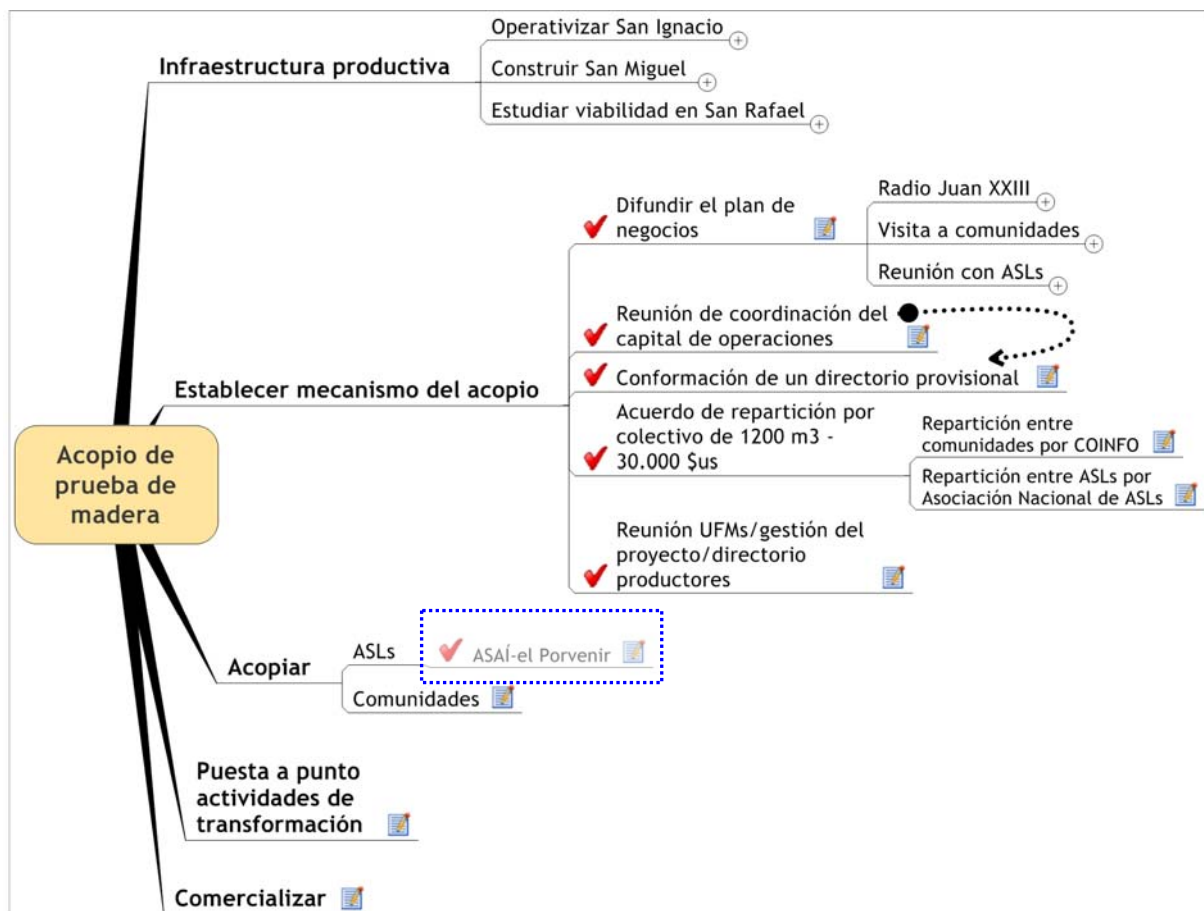 Operativizar San Ignacio
Infraestructura productiva
Construir San Miguel
Estudiar viabilidad en San Rafael
Difundir el plan de
negocios
Radio Juan XXIII
Visita a comunidades
Reunión con ASLs
Reunión de coordinación del
capital de operaciones
Establecer mecanismo del acopio
Conformación de un directorio provisional
Acuerdo de repartición por
colectivo de 1200 m3 -
30.000 $us
Repartición entre
comunidades por COINFO
Repartición entre ASLs por
Asociación Nacional de ASLs
Reunión UFMs/gestión del
proyecto/directorio
productores
Acopio de
prueba de
madera
Acopiar
ASLs
ASAÍ-el Porvenir
Comunidades
Puesta a punto
actividades de
transformación
Comercializar